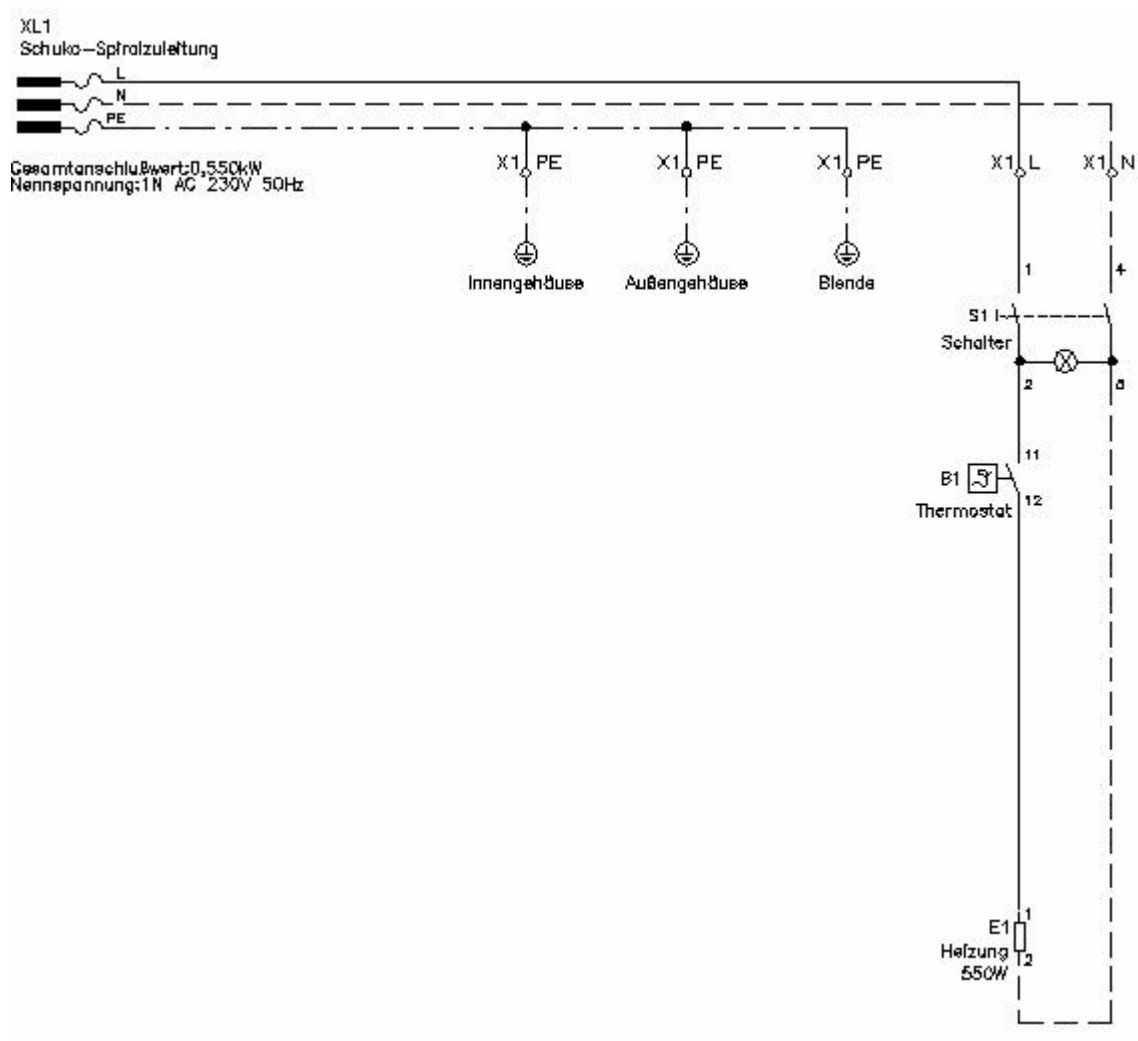 XL1
Schuko-Spiralzuleitung
L
N
PE
Gesamtanschlußwert:0,550kW
Nennspannung:1N AC 230V 50Hz
X1 PE
X1 PE
X1 PE
X1 L
X1 N
Innengehäuse
Außengehäuse
Blende
1
4
S1
Schalter
2
11
B1
12
Thermostat
1
E1
Heizung
2
550W